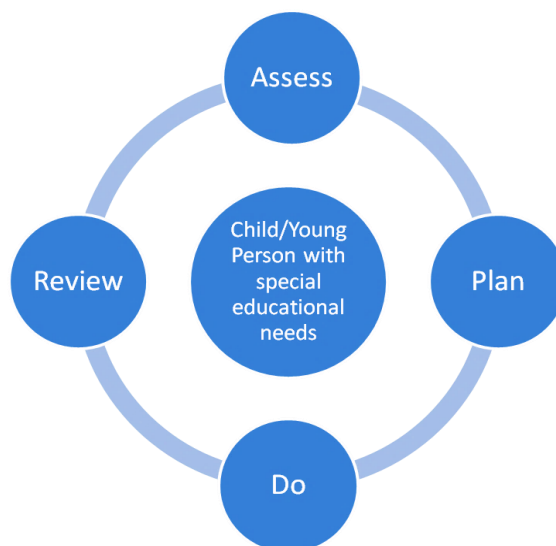 Assess
Child/Young
Person with
special
educational
needs
Review
Plan
Do